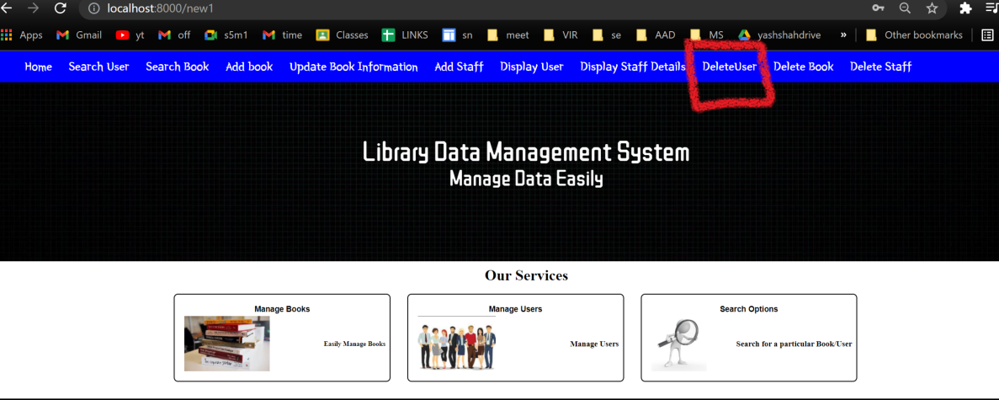 localhost:8000/new1
Apps Gmail yt off s5m1 time Classes LINKS sn meet VIR se AAD MS yashshahdrive » Other bookmarks
Home Search User Search Book Add book Update Book Information Add Staff Display User Display Staff Details DeleteUser Delete Book Delete Staff
Library Data Management System
Manage Data Easily
Our Services
Manage Books Manage Users Search Options
Easily Manage Books Manage Users Search for a particular Book/User